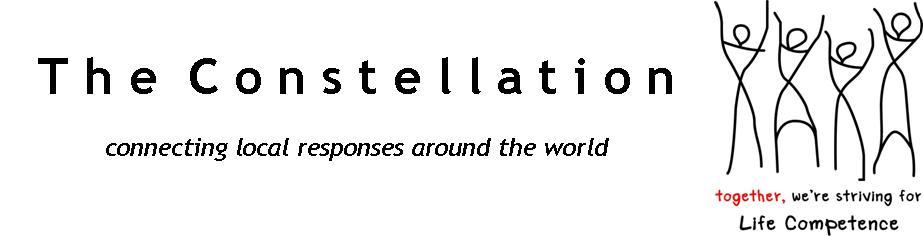 The Constellation
connecting local responses around the world
together, we're striving for
Life Competence